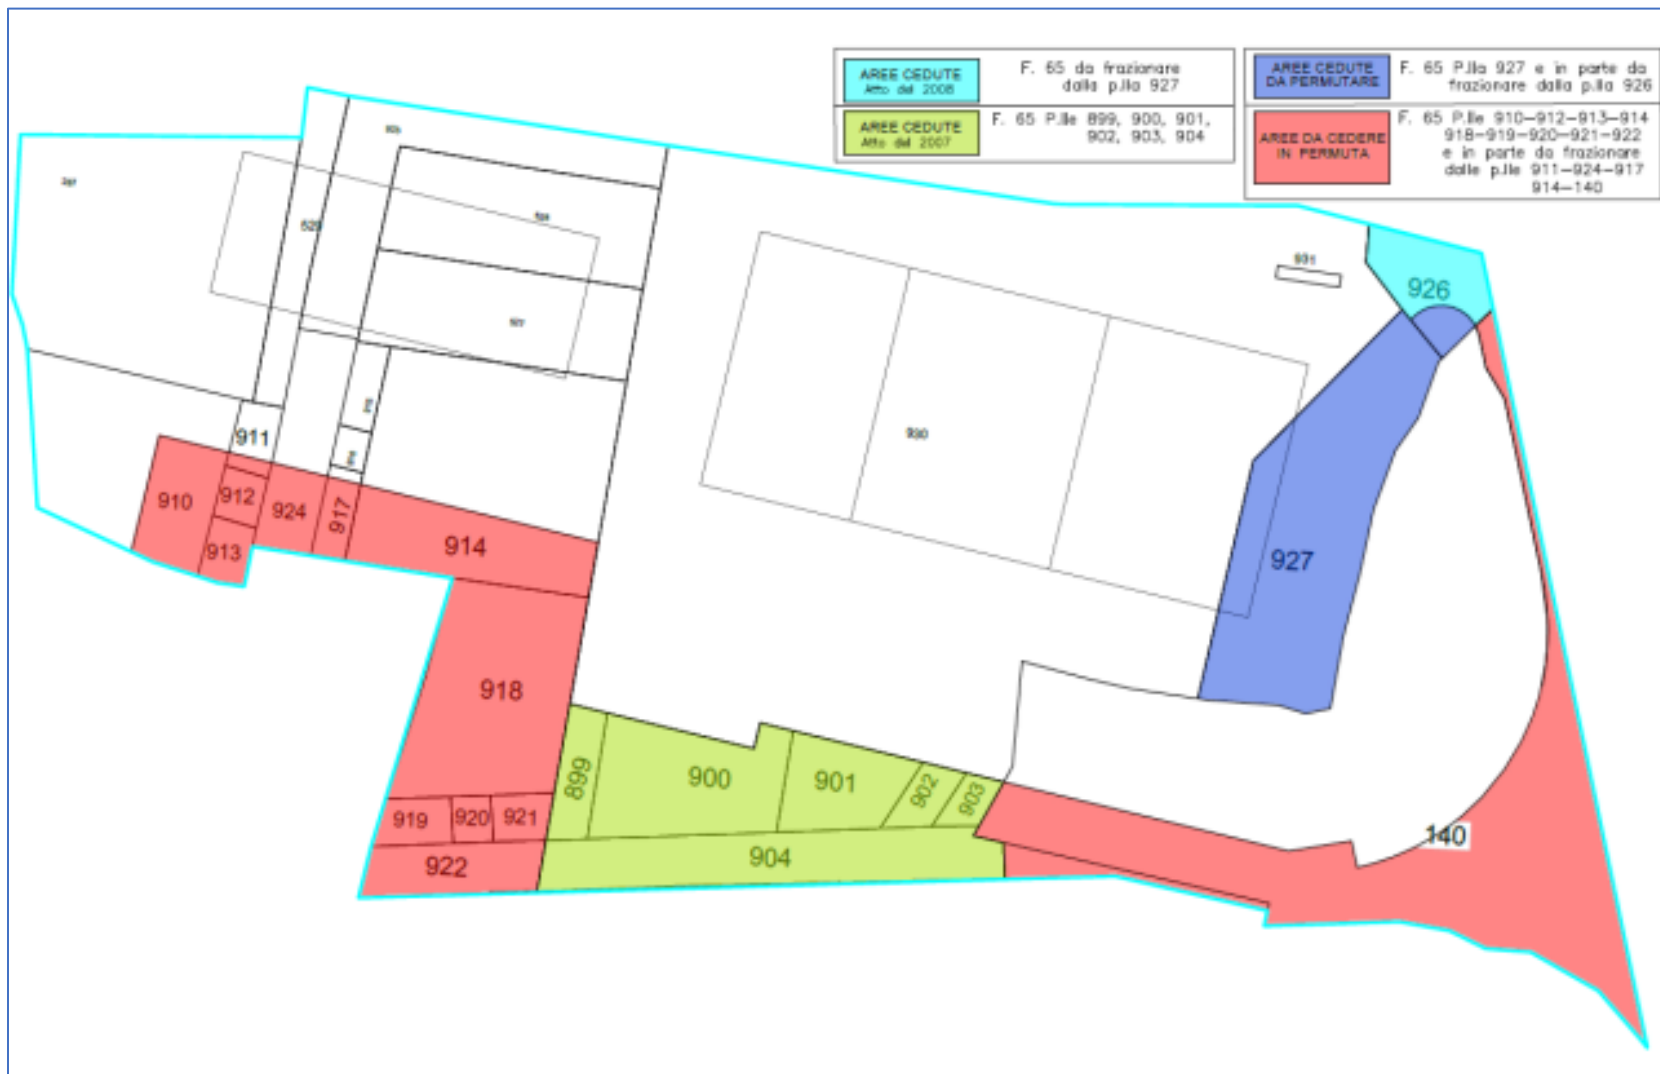 AREE CEDUTE
Atto del 2008
F. 65 da frazionare
dalla p.lla 927
AREE CEDUTE
Atto del 2007
F. 65 P.lle 899, 900, 901,
902, 903, 904
AREE CEDUTE
DA PERMUTARE
F. 65 P.lla 927 e in parte da
frazionare dalla p.lla 926
AREE DA CEDERE
IN PERMUTA
F. 65 P.lle 910-912-913-914
918-919-920-921-922
e in parte da frazionare
dalle p.lle 911-924-917
914-140
931
926
930
911
910
912
924
917
913
914
927
918
899
900
901
902
903
919
920
921
922
904
140